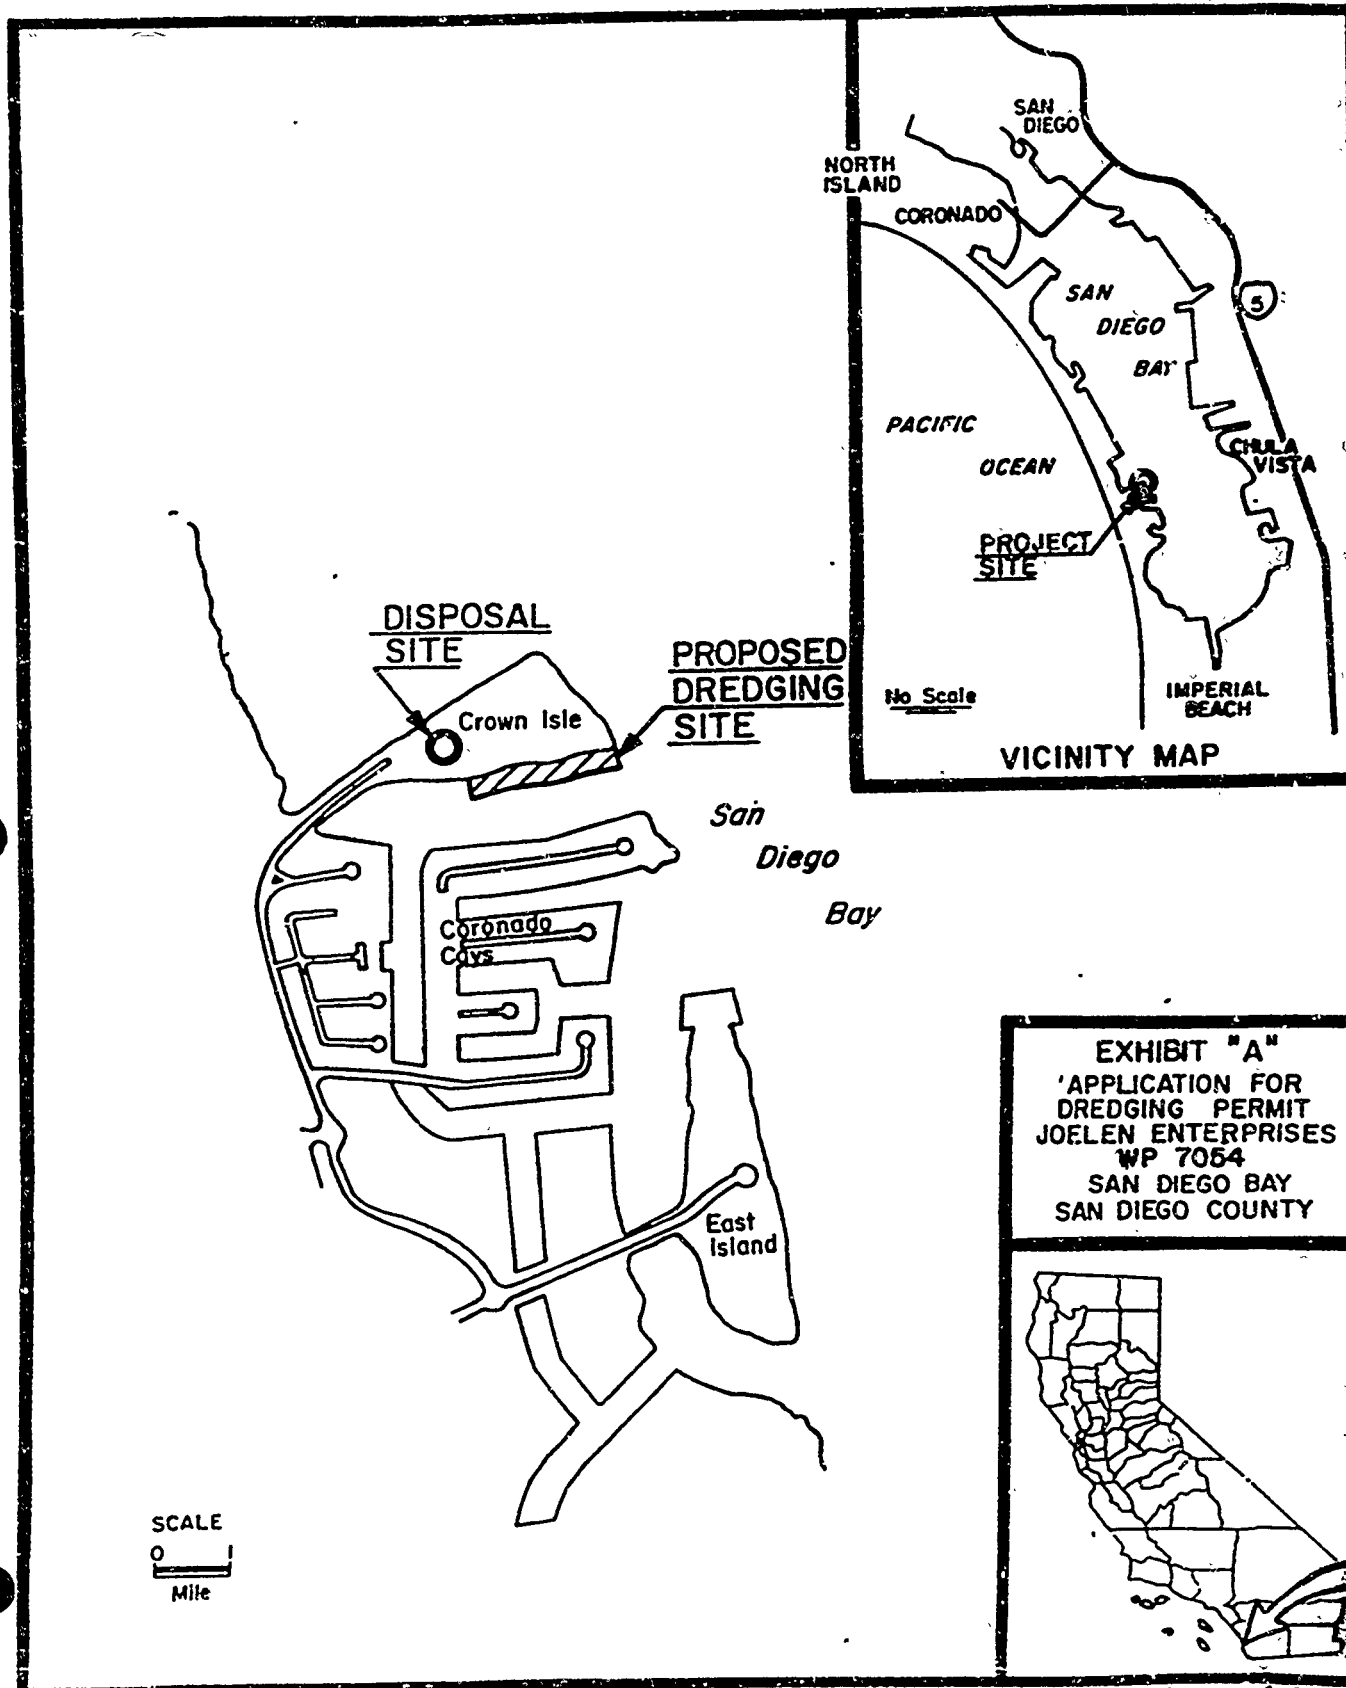 SAN
DIEGO
NORTH
ISLAND
CORONADO
SAN
DIEGO
BAY
5
PACIFIC
OCEAN
CHULA
VISTA
PROJECT
SITE
No Scale
IMPERIAL
BEACH
VICINITY MAP
DISPOSAL
SITE
PROPOSED
DREDGING
SITE
Crown Isle
San
Diego
Bay
Coronado
Cays
East
Island
EXHIBIT "A"
'APPLICATION FOR
DREDGING PERMIT
JOELEN ENTERPRISES
WP 7054
SAN DIEGO BAY
SAN DIEGO COUNTY
SCALE
0 1
Mile